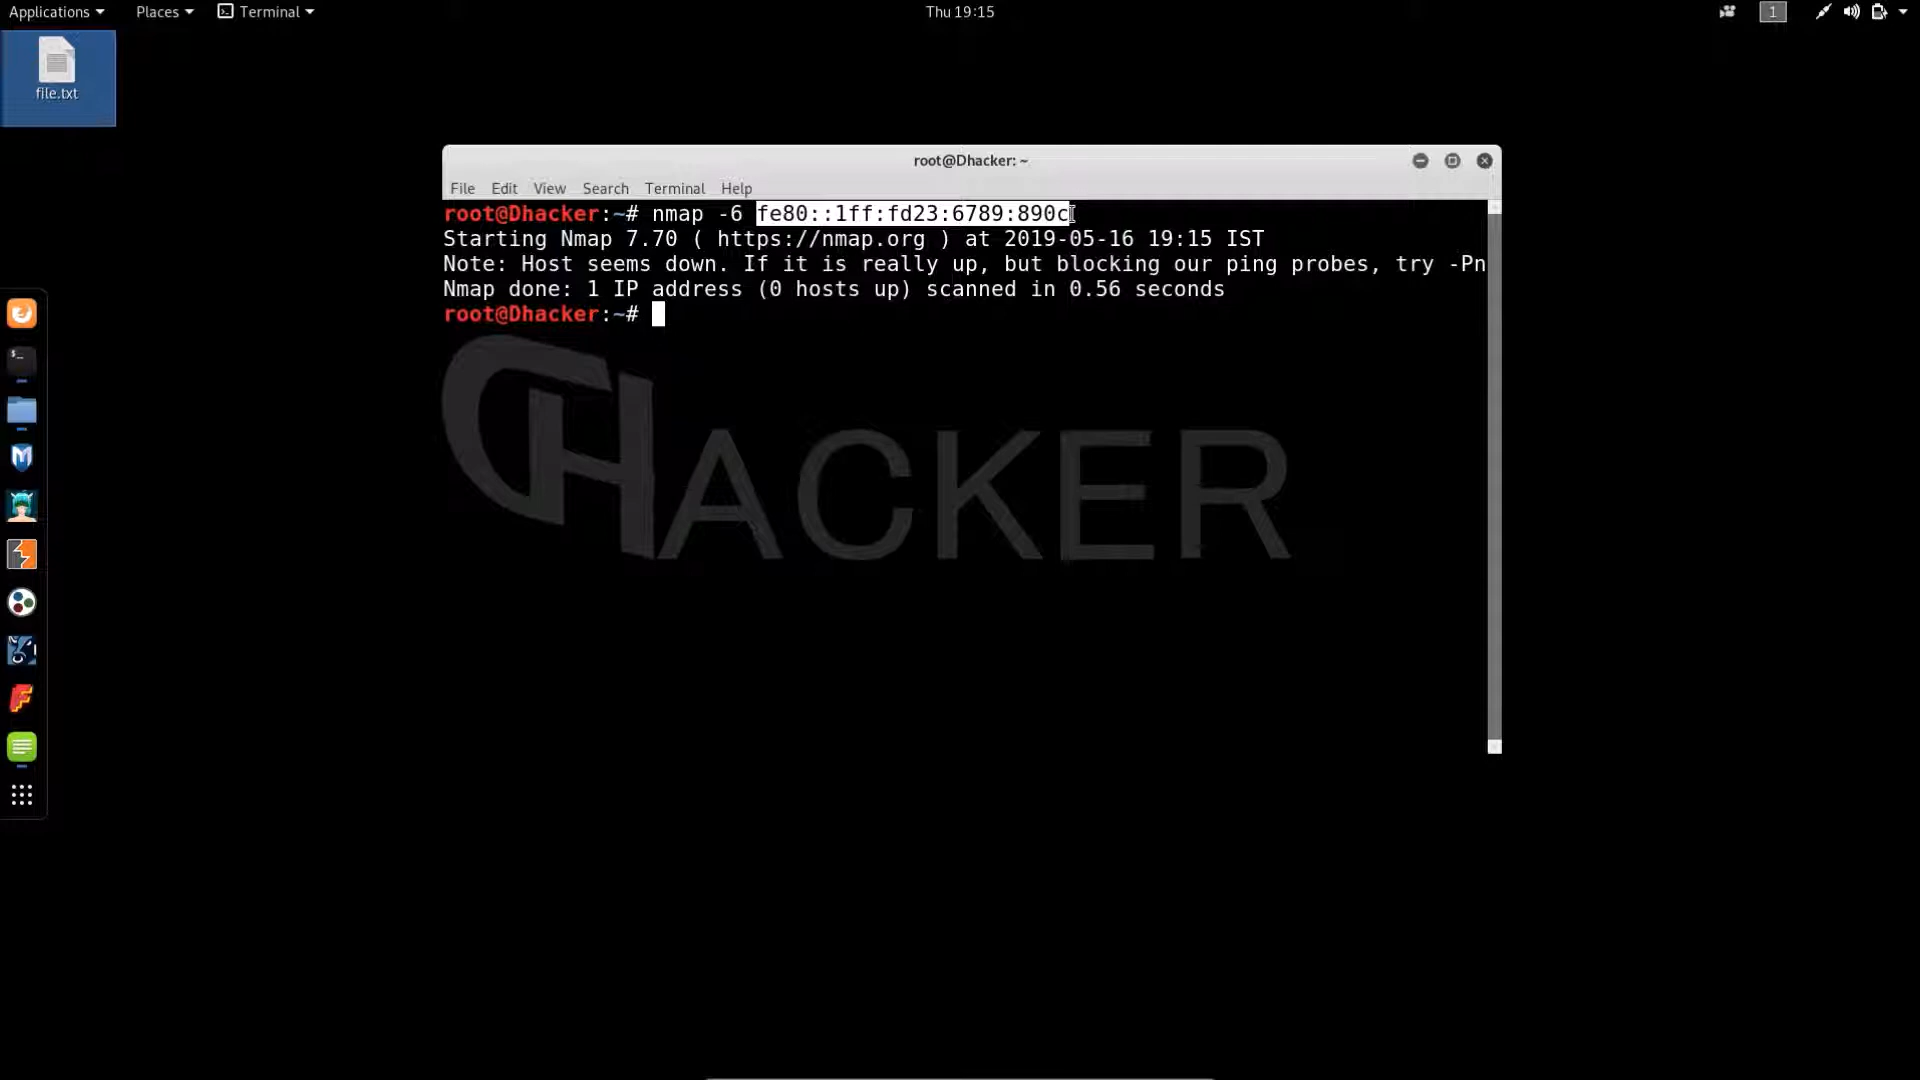 Applications Places Terminal Thu 19:15 1
file.txt
root@Dhacker: ~
File Edit View Search Terminal Help
root@Dhacker:~# nmap -6 fe80::1ff:fd23:6789:890c
Starting Nmap 7.70 ( https://nmap.org ) at 2019-05-16 19:15 IST
Note: Host seems down. If it is really up, but blocking our ping probes, try -Pn
Nmap done: 1 IP address (0 hosts up) scanned in 0.56 seconds
root@Dhacker:~#
DHACKER